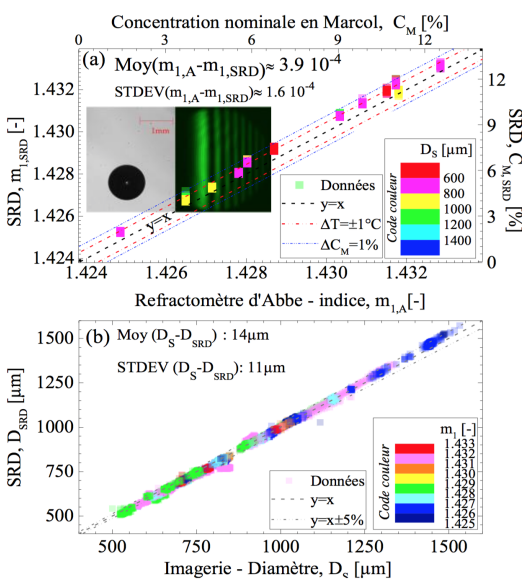 Concentration nominale en Marcol, C_M [%]
0 3 6 9 11 [%]
(a) Moy(m_1,A-m_1,SRD)≈ 3.9 10^-4
STDEV(m_1,A-m_1,SRD)≈ 1.6 10^-4
SRD, m_1,SRD [-]
1.432
1.430
1.428
1.426
1.424
1mm
y=x
Données
y=x
ΔT=±1°C
ΔC_M=1%
D_S [µm]
Code couleur
600
800
1000
1200
1400
14
12
9
6
3
0
SRD, C_M,SRD [%]
1.424 1.426 1.428 1.430 1.432
Refractomètre d'Abbe - indice, m_1,A[-]
(b) Moy (D_S-D_SRD) : 14µm
STDEV (D_S-D_SRD): 11µm
SRD, D_SRD [µm]
1500
1250
1000
750
500
Données
y=x
y=x±5%
m_1 [-]
Code couleur
1.433
1.432
1.431
1.430
1.429
1.428
1.427
1.426
1.425
500 750 1000 1250 1500
Imagerie - Diamètre, D_S [µm]